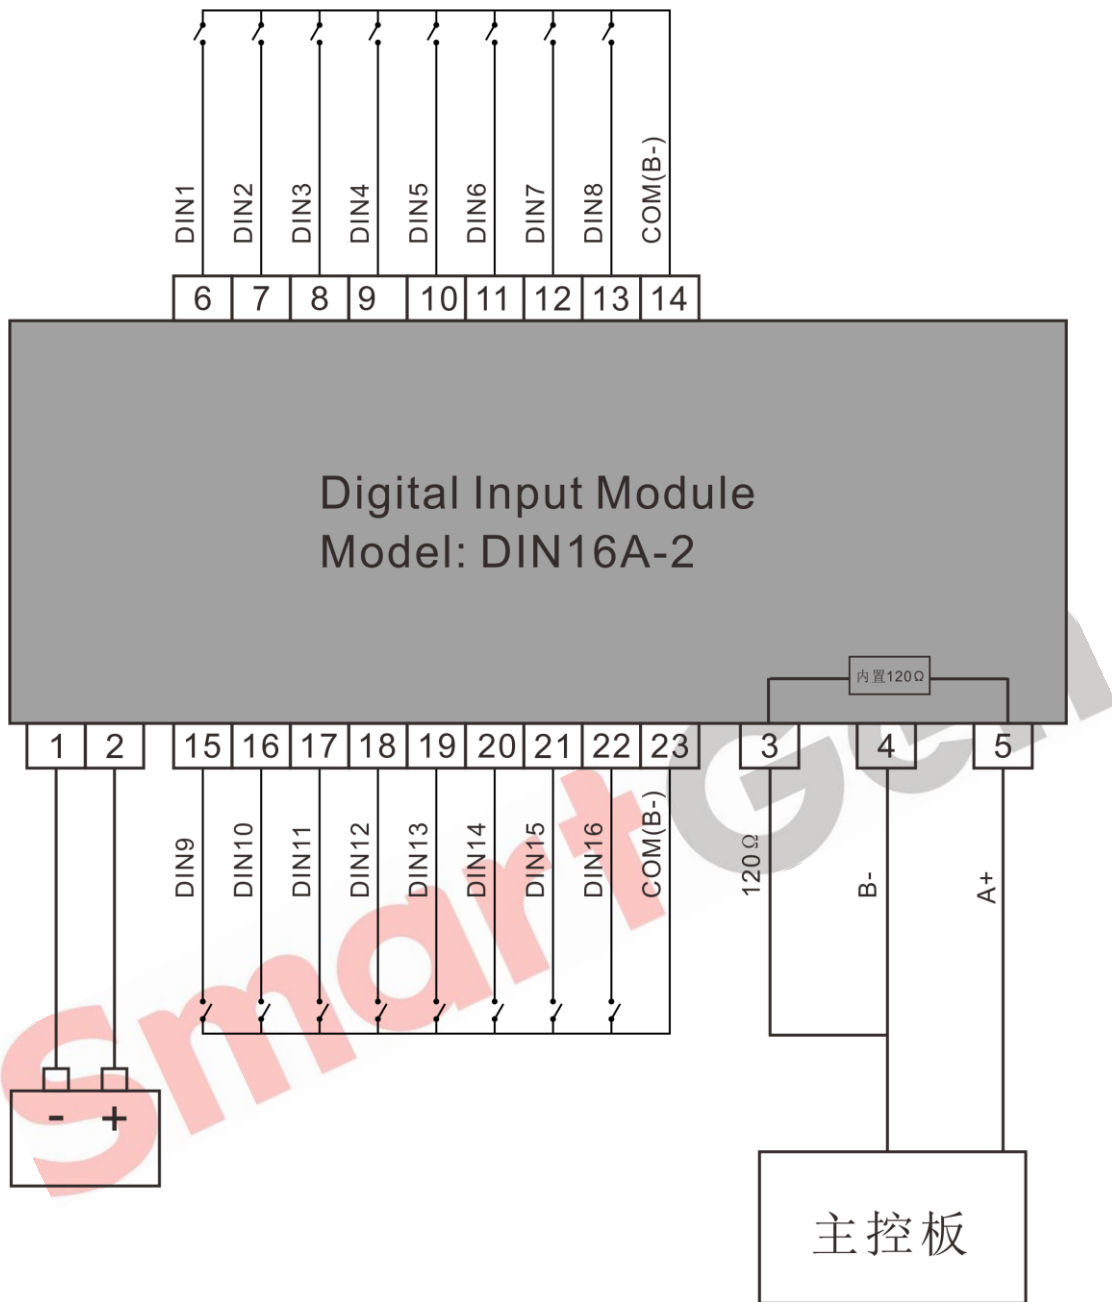 DIN1 DIN2 DIN3 DIN4 DIN5 DIN6 DIN7 DIN8 COM(B-)
6 7 8 9 10 11 12 13 14
Digital Input Module
Model: DIN16A-2
内置120Ω
1 2 15 16 17 18 19 20 21 22 23 3 4 5
DIN9 DIN10 DIN11 DIN12 DIN13 DIN14 DIN15 DIN16 COM(B-) 120Ω B- A+
SmartGen
- +
主控板